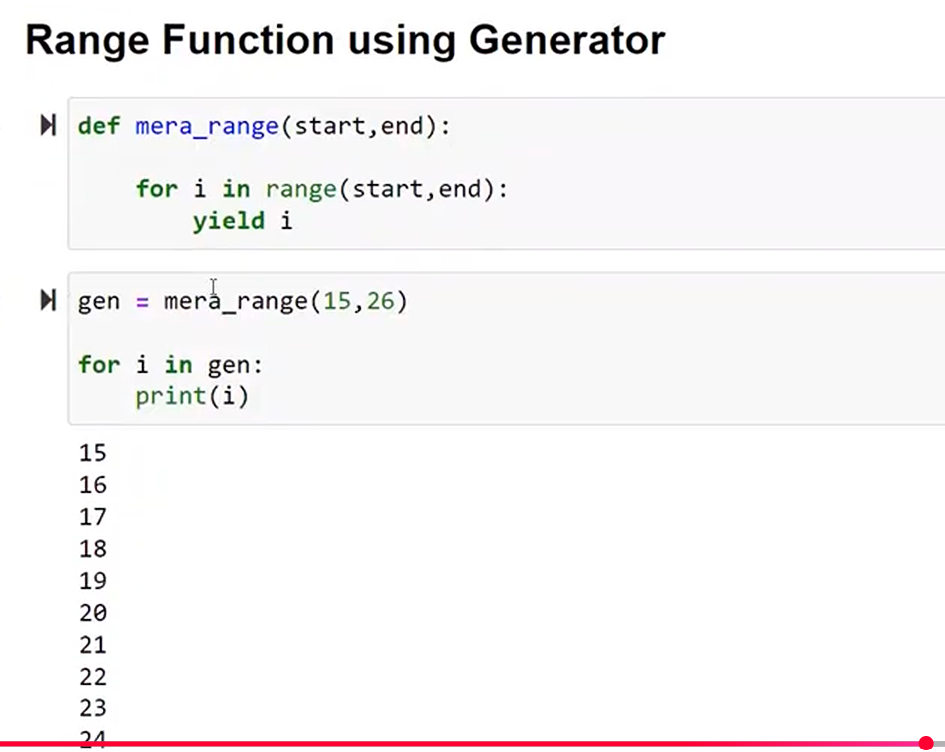 Range Function using Generator
def mera_range(start,end):
for i in range(start,end):
yield i
gen = mera_range(15,26)
for i in gen:
print(i)
15
16
17
18
19
20
21
22
23
24